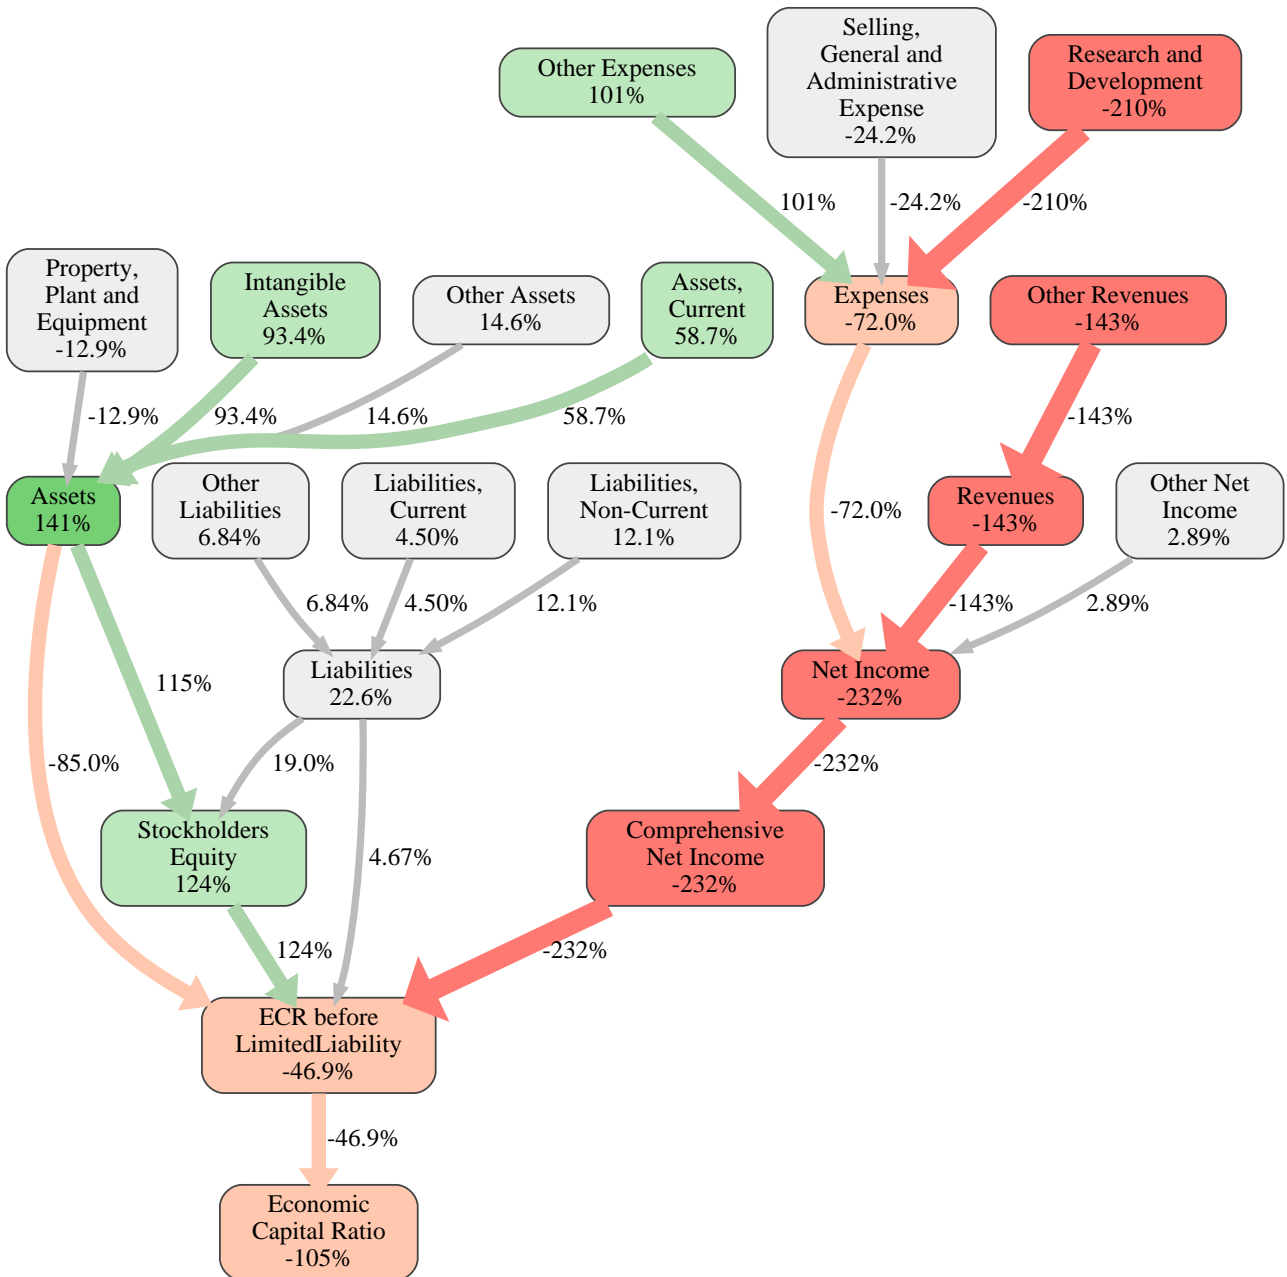 Selling,
General and
Administrative
Expense
-24.2%
Other Expenses
101%
Research and
Development
-210%
101%
-24.2%
-210%
Property,
Plant and
Equipment
-12.9%
Intangible
Assets
93.4%
Other Assets
14.6%
Assets,
Current
58.7%
Expenses
-72.0%
Other Revenues
-143%
-12.9%
93.4%
14.6%
58.7%
-143%
Assets
141%
Other
Liabilities
6.84%
Liabilities,
Current
4.50%
Liabilities,
Non-Current
12.1%
-72.0%
Revenues
-143%
Other Net
Income
2.89%
6.84%
4.50%
12.1%
-143%
2.89%
115%
Liabilities
22.6%
Net Income
-232%
-85.0%
19.0%
-232%
Stockholders
Equity
124%
4.67%
Comprehensive
Net Income
-232%
124%
-232%
ECR before
LimitedLiability
-46.9%
-46.9%
Economic
Capital Ratio
-105%